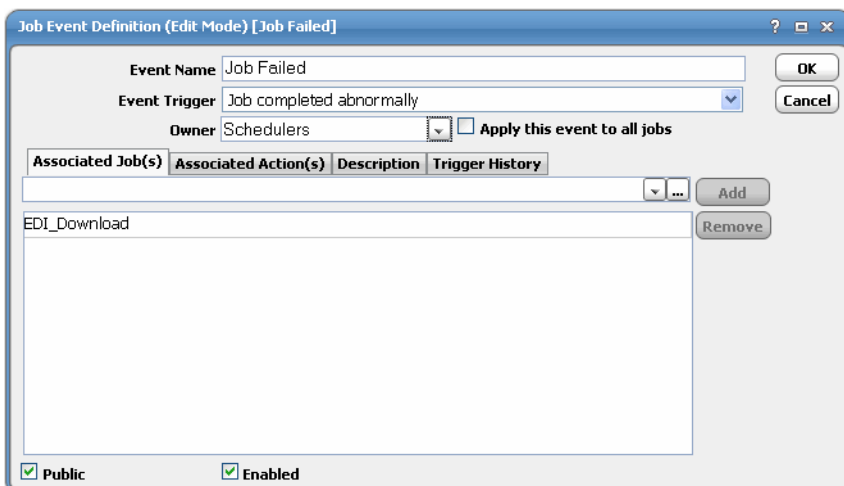 Job Event Definition (Edit Mode) [Job Failed] ?
Event Name Job Failed OK
Event Trigger Job completed abnormally Cancel
Owner Schedulers Apply this event to all jobs
Associated Job(s) Associated Action(s) Description Trigger History
... Add
EDI_Download Remove
Public Enabled